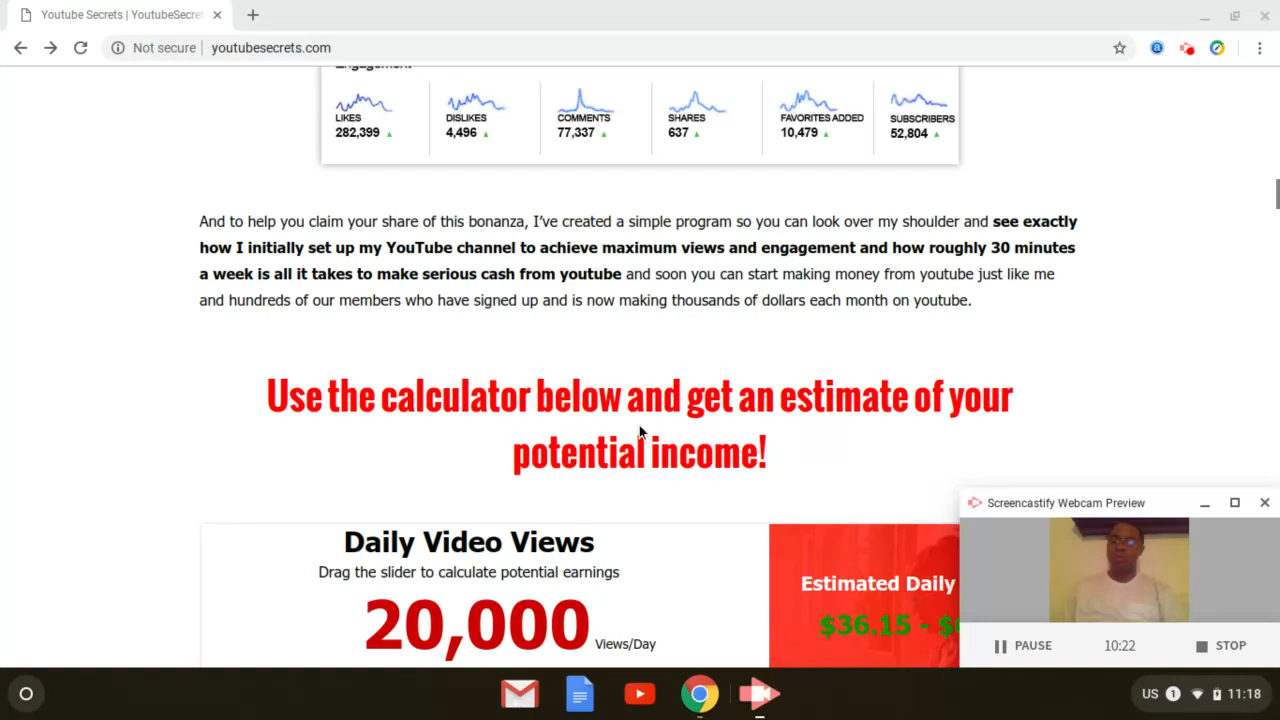 Youtube Secrets | YoutubeSecret
Not secure youtubesecrets.com
Engagement
LIKES DISLIKES COMMENTS SHARES FAVORITES ADDED SUBSCRIBERS
282,399 4,496 77,337 637 10,479 52,804
And to help you claim your share of this bonanza, I’ve created a simple program so you can look over my shoulder and see exactly
how I initially set up my YouTube channel to achieve maximum views and engagement and how roughly 30 minutes
a week is all it takes to make serious cash from youtube and soon you can start making money from youtube just like me
and hundreds of our members who have signed up and is now making thousands of dollars each month on youtube.
Use the calculator below and get an estimate of your
potential income!
Daily Video Views
Drag the slider to calculate potential earnings
20,000 Views/Day
Estimated Daily
$36.15 -
Screencastify Webcam Preview
PAUSE 10:22 STOP
US 1 11:18